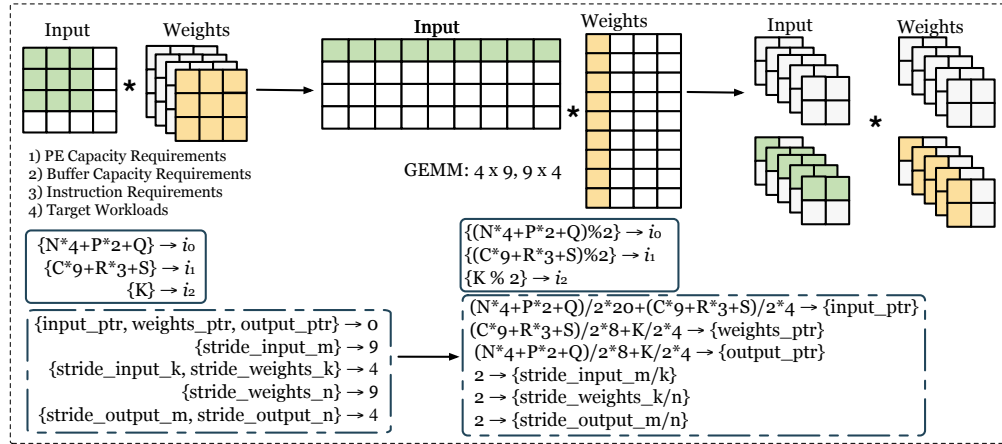 Input
Weights
*
Input
Weights
*
Input
Weights
*
1) PE Capacity Requirements
2) Buffer Capacity Requirements
3) Instruction Requirements
4) Target Workloads
GEMM: 4 x 9, 9 x 4
{N*4+P*2+Q} → i₀
{C*9+R*3+S} → i₁
{K} → i₂
{(N*4+P*2+Q)%2} → i₀
{(C*9+R*3+S)%2} → i₁
{K % 2} → i₂
{input_ptr, weights_ptr, output_ptr} → 0
{stride_input_m} → 9
{stride_input_k, stride_weights_k} → 4
{stride_weights_n} → 9
{stride_output_m, stride_output_n} → 4
(N*4+P*2+Q)/2*20+(C*9+R*3+S)/2*4 → {input_ptr}
(C*9+R*3+S)/2*8+K/2*4 → {weights_ptr}
(N*4+P*2+Q)/2*8+K/2*4 → {output_ptr}
2 → {stride_input_m/k}
2 → {stride_weights_k/n}
2 → {stride_output_m/n}